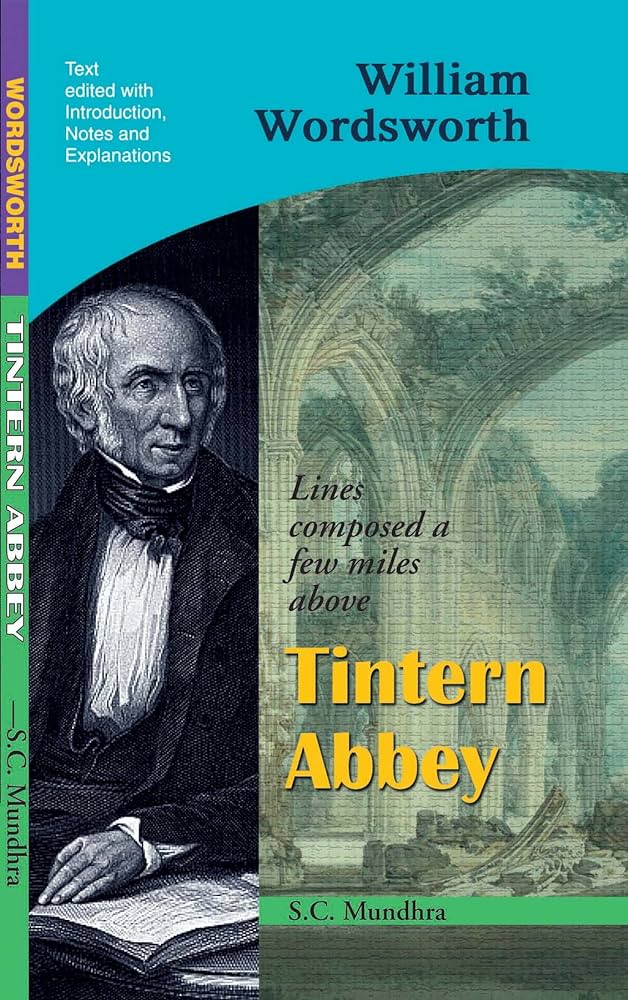 WORDSWORTH
TINTERN ABBEY
—S.C. Mundhra
Text
edited with
Introduction,
Notes and
Explanations
William
Wordsworth
Lines
composed a
few miles
above
Tintern
Abbey
S.C. Mundhra